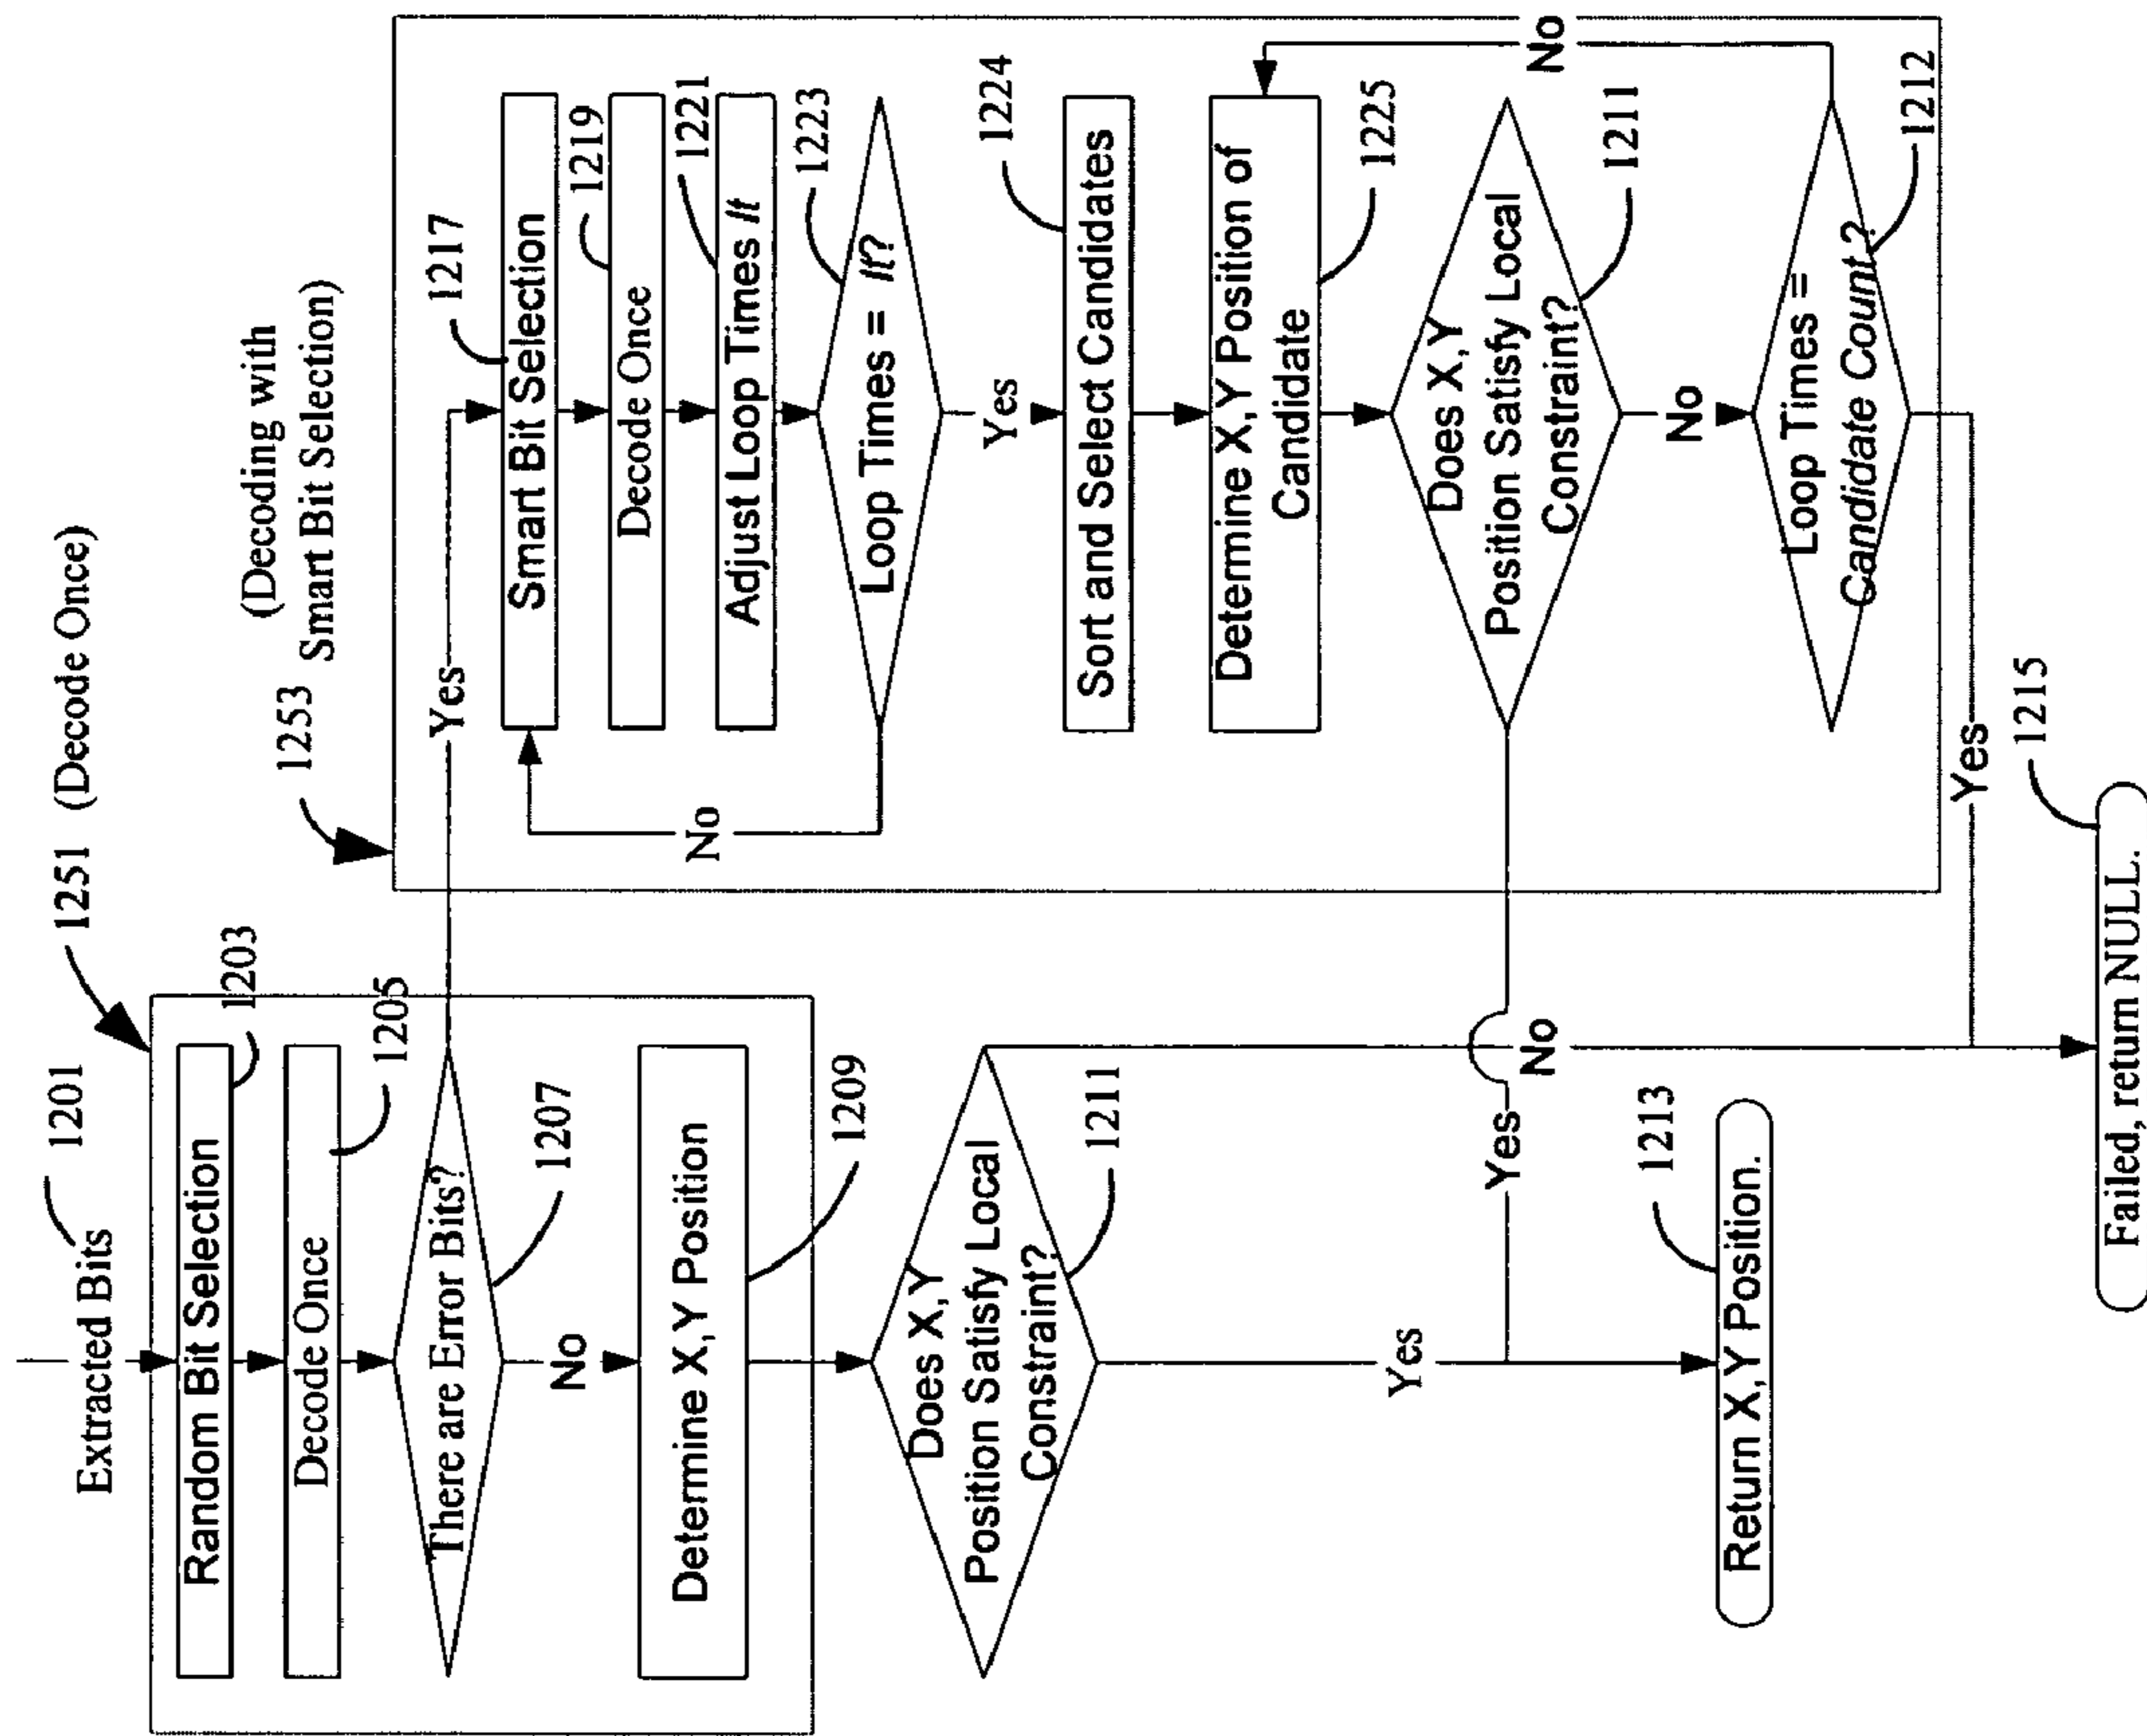 Extracted Bits
1201
1251 (Decode Once)
Random Bit Selection
1203
Decode Once
1205
There are Error Bits?
1207
No
Yes
Determine X,Y Position
1209
Does X,Y
Position Satisfy Local
Constraint?
1211
Yes
No
Return X,Y Position.
1213
Failed, return NULL.
1215
1253
(Decoding with
Smart Bit Selection)
Smart Bit Selection
1217
Decode Once
1219
Adjust Loop Times lt
1221
Loop Times = lt?
1223
No
Yes
Sort and Select Candidates
1224
Determine X,Y Position of
Candidate
1225
Does X,Y
Position Satisfy Local
Constraint?
1211
Yes
No
Loop Times =
Candidate Count?
1212
No
Yes